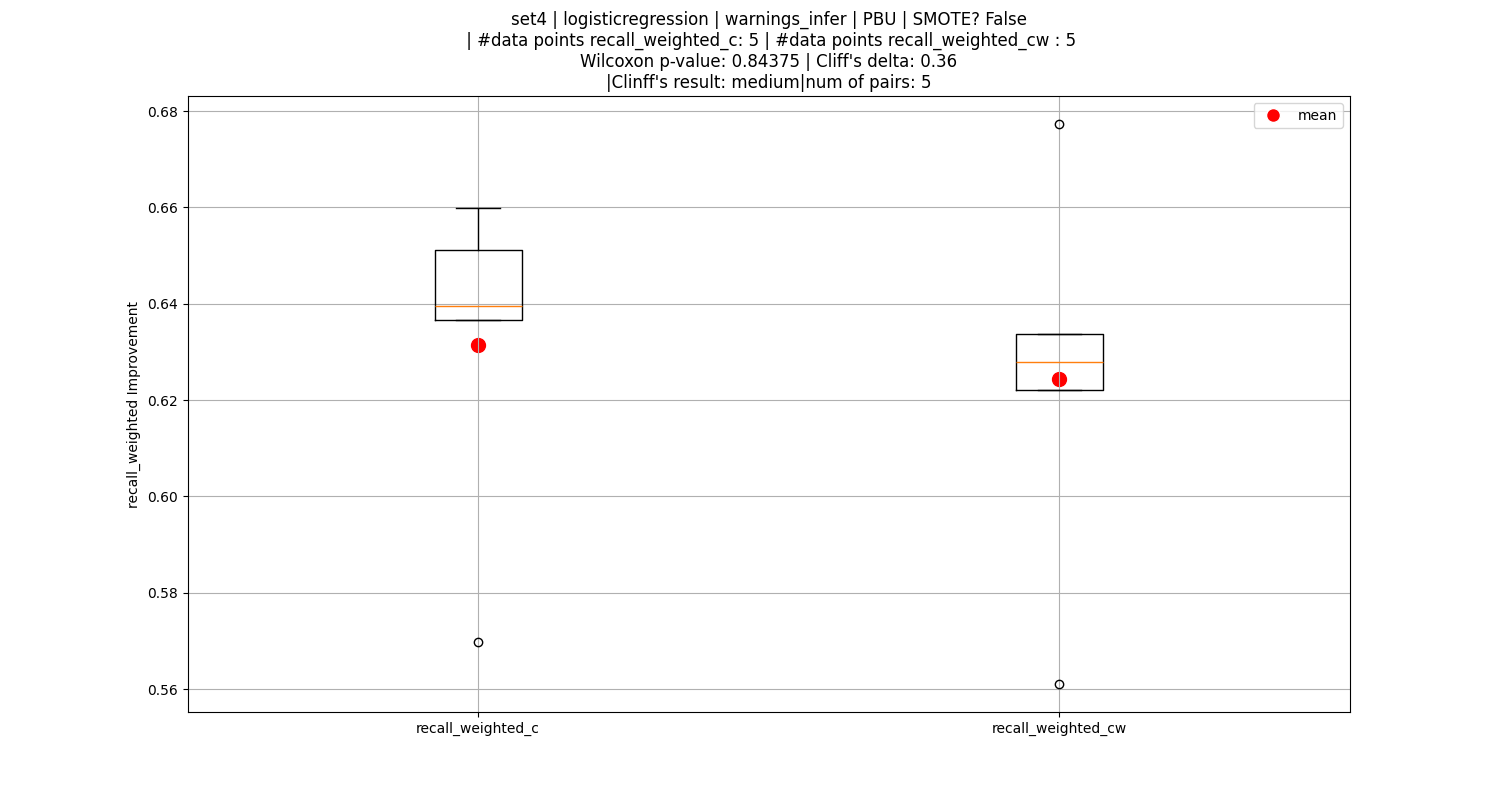 set4 | logisticregression | warnings_infer | PBU | SMOTE? False
| #data points recall_weighted_c: 5 | #data points recall_weighted_cw : 5
Wilcoxon p-value: 0.84375 | Cliff's delta: 0.36
|Clinff's result: medium|num of pairs: 5
mean
0.68
0.66
0.64
0.62
0.60
0.58
0.56
recall_weighted Improvement
recall_weighted_c
recall_weighted_cw